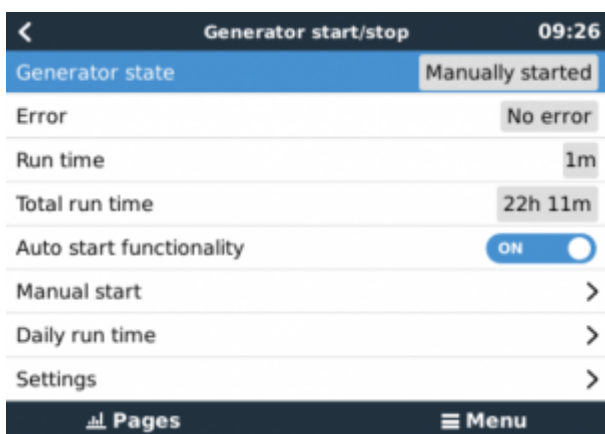 Generator start/stop 09:26
Generator state Manually started
Error No error
Run time 1m
Total run time 22h 11m
Auto start functionality ON
Manual start
Daily run time
Settings
Pages Menu